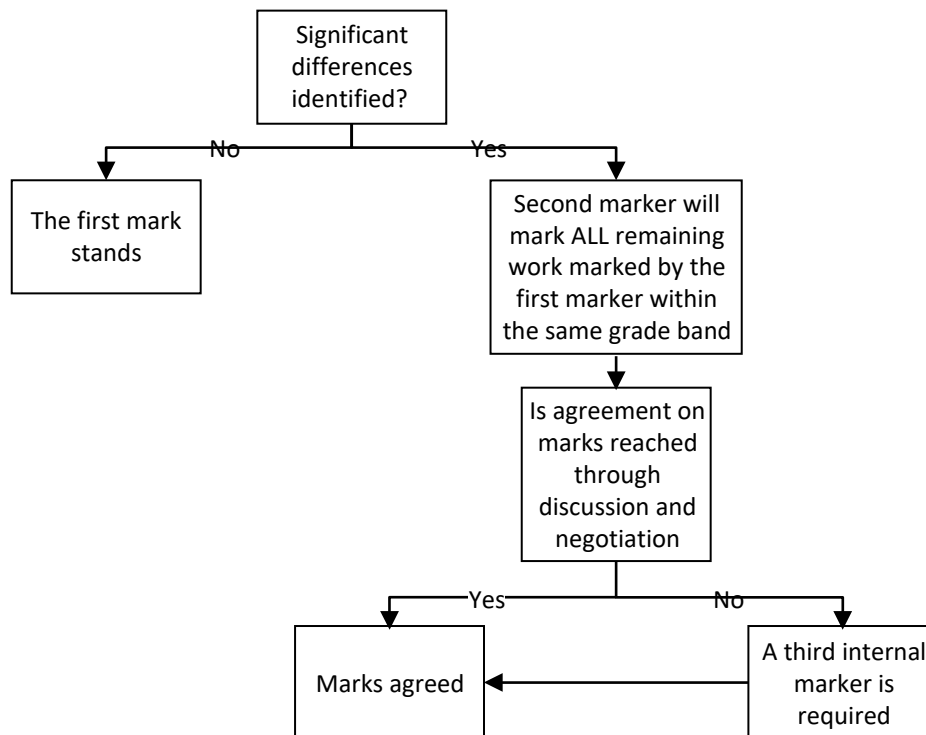 Significant
differences
identified?
No
Yes
The first mark
stands
Second marker will
mark ALL remaining
work marked by the
first marker within
the same grade band
Is agreement on
marks reached
through
discussion and
negotiation
Yes
No
Marks agreed
A third internal
marker is
required